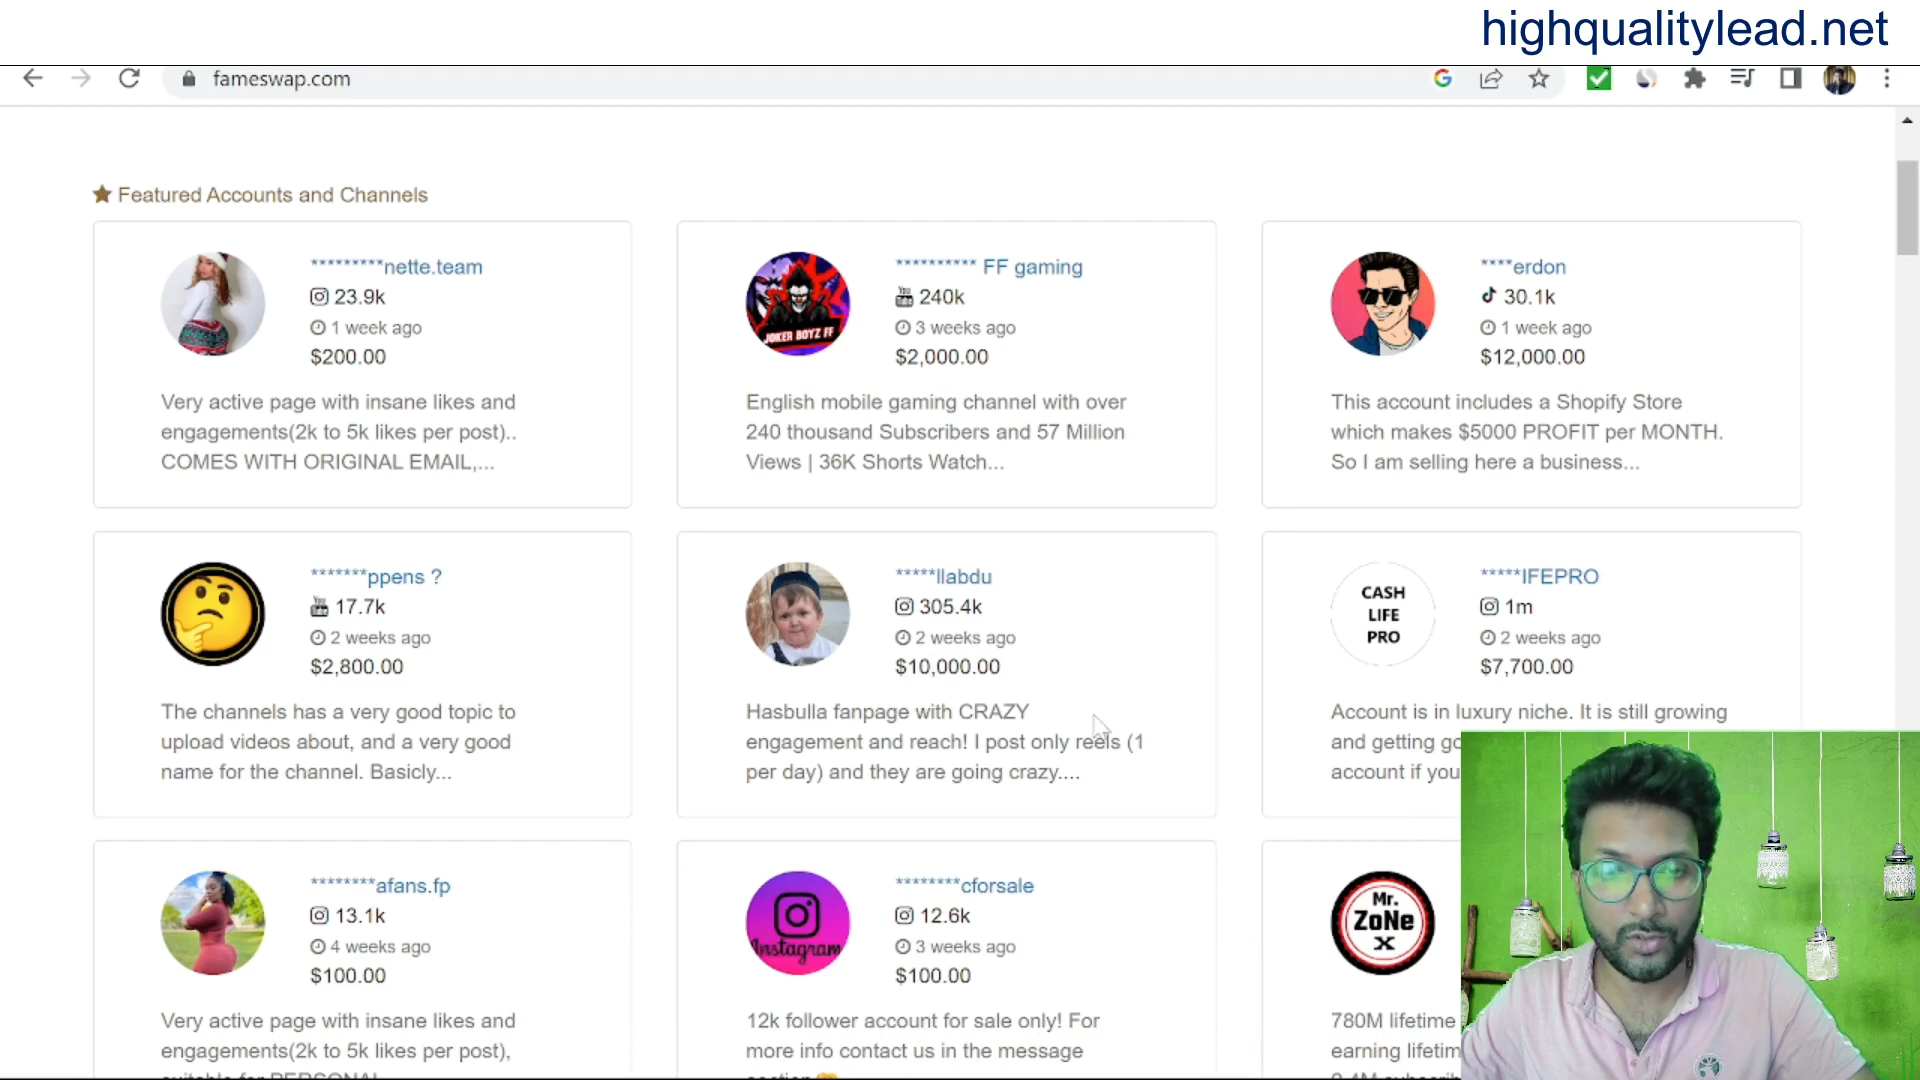 highqualitylead.net
fameswap.com
Featured Accounts and Channels
*********nette.team
23.9k
1 week ago
$200.00
Very active page with insane likes and
engagements(2k to 5k likes per post)..
COMES WITH ORIGINAL EMAIL,...
JOKER BOYZ FF
********** FF gaming
240k
3 weeks ago
$2,000.00
English mobile gaming channel with over
240 thousand Subscribers and 57 Million
Views | 36K Shorts Watch...
****erdon
30.1k
1 week ago
$12,000.00
This account includes a Shopify Store
which makes $5000 PROFIT per MONTH.
So I am selling here a business...
*******ppens ?
17.7k
2 weeks ago
$2,800.00
The channels has a very good topic to
upload videos about, and a very good
name for the channel. Basicly...
*****llabdu
305.4k
2 weeks ago
$10,000.00
Hasbulla fanpage with CRAZY
engagement and reach! I post only reels (1
per day) and they are going crazy....
CASH
LIFE
PRO
*****IFEPRO
1m
2 weeks ago
$7,700.00
Account is in luxury niche. It is still growing
and getting
account if you
********afans.fp
13.1k
4 weeks ago
$100.00
Very active page with insane likes and
engagements(2k to 5k likes per post),
Instagram
********cforsale
12.6k
3 weeks ago
$100.00
12k follower account for sale only! For
more info contact us in the message
Mr.
ZoNe
X
780M lifetime
earning lifetim